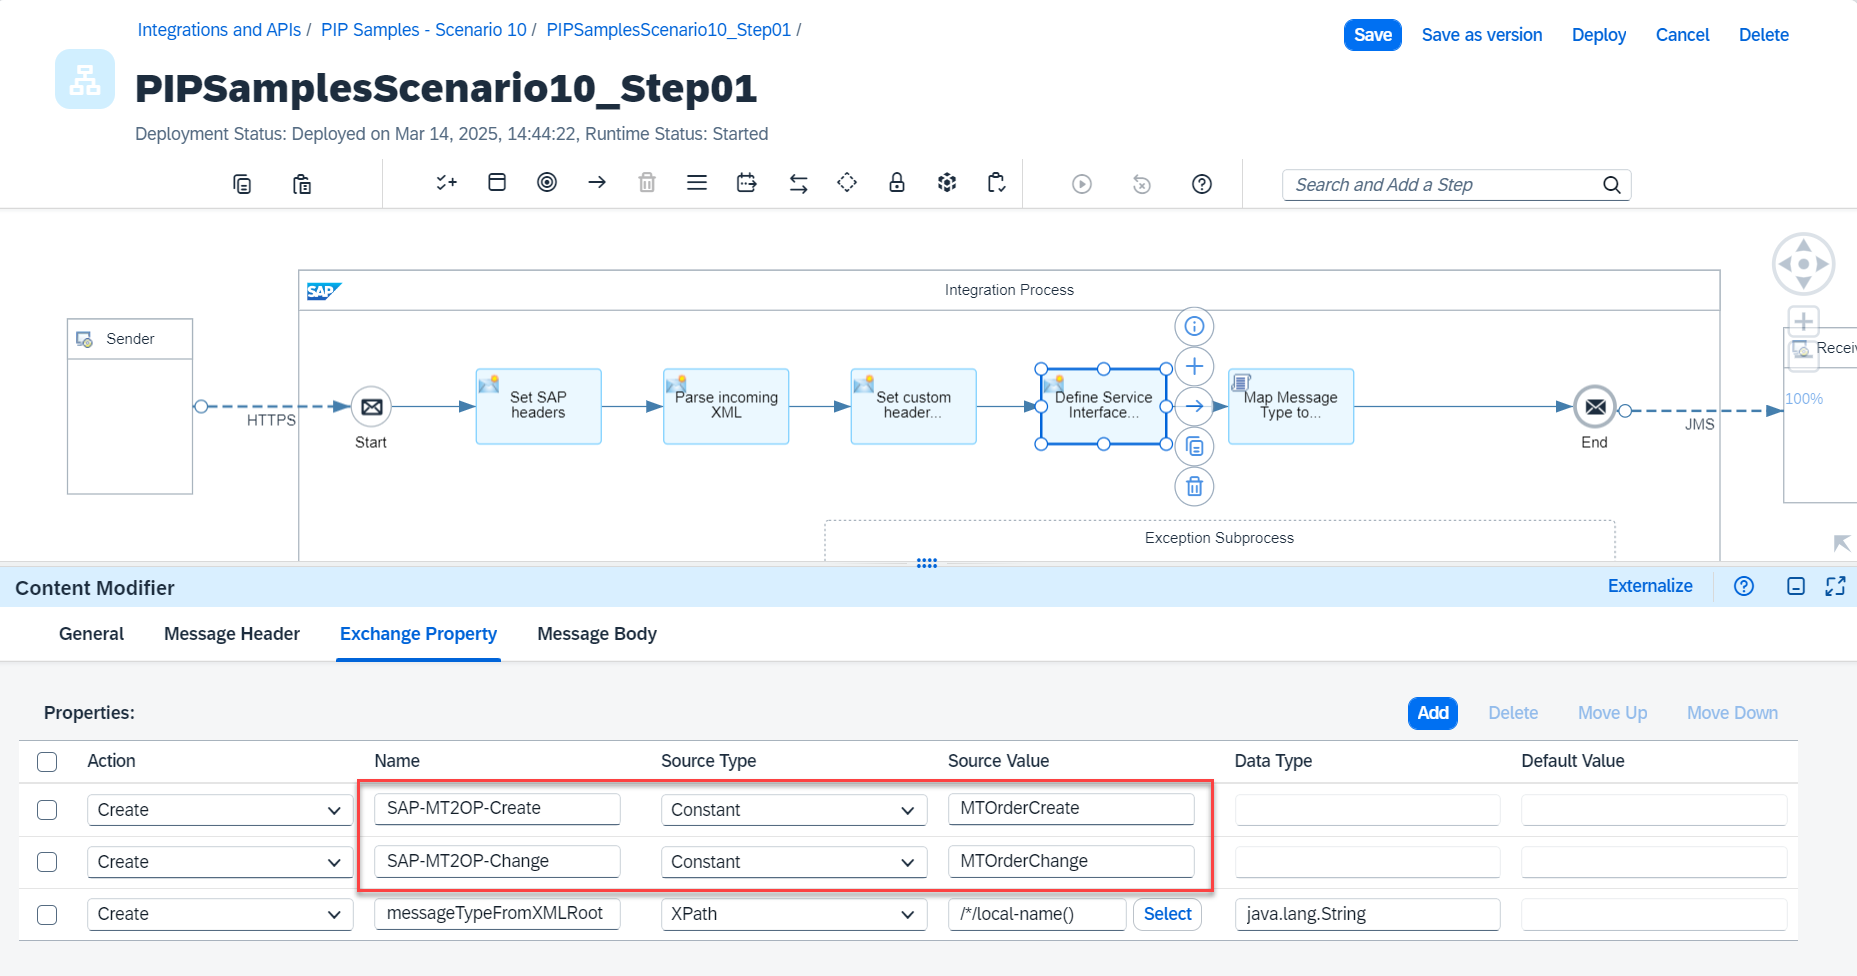 Integrations and APIs / PIP Samples - Scenario 10 / PIPSamplesScenario10_Step01 /
Save Save as version Deploy Cancel Delete
PIPSamplesScenario10_Step01
Deployment Status: Deployed on Mar 14, 2025, 14:44:22, Runtime Status: Started
Search and Add a Step
SAP
Integration Process
Sender
HTTPS
Start
Set SAP
headers
Parse incoming
XML
Set custom
header...
Define Service
Interface...
Map Message
Type to...
End
JMS
Recei
100%
Exception Subprocess
Content Modifier
Externalize
General Message Header Exchange Property Message Body
Properties:
Add Delete Move Up Move Down
Action Name Source Type Source Value Data Type Default Value
Create SAP-MT2OP-Create Constant MTOrderCreate
Create SAP-MT2OP-Change Constant MTOrderChange
Create messageTypeFromXMLRoot XPath /*/local-name() Select java.lang.String